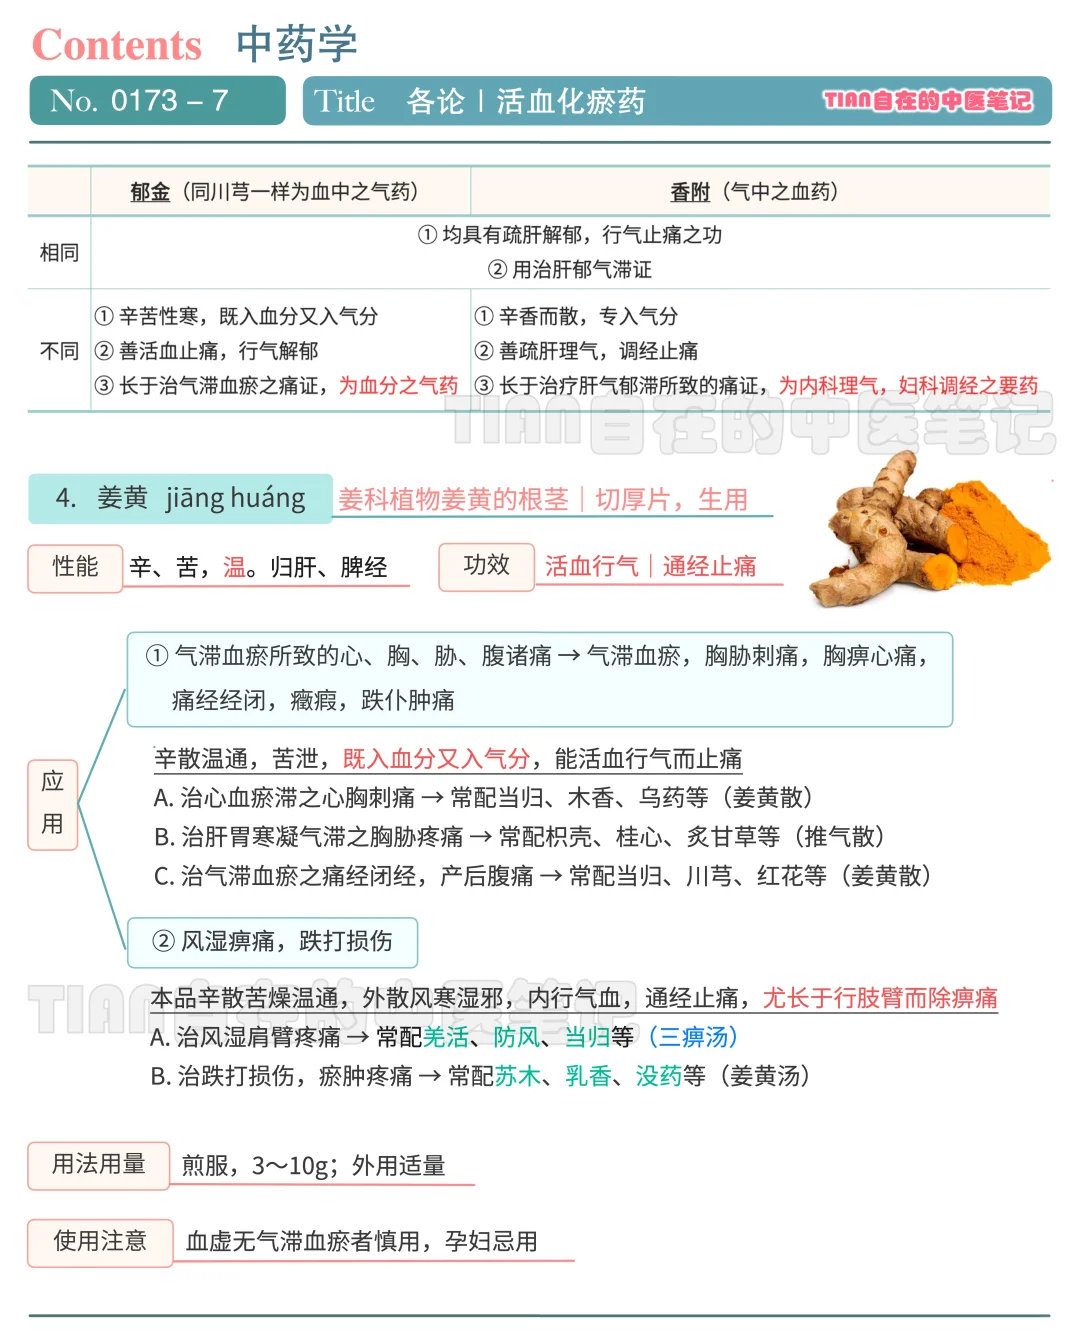 Contents 中药学
No. 0173 – 7
Title 各论 | 活血化瘀药
TIAN自在的中医笔记
郁金（同川芎一样为血中之气药）
香附（气中之血药）
相同
① 均具有疏肝解郁，行气止痛之功
② 用治肝郁气滞证
不同
① 辛苦性寒，既入血分又入气分
② 善活血止痛，行气解郁
③ 长于治气滞血瘀之痛证，为血分之气药
① 辛香而散，专入气分
② 善疏肝理气，调经止痛
③ 长于治疗肝气郁滞所致的痛证，为内科理气，妇科调经之要药
TIAN自在的中医笔记
4. 姜黄 jiāng huáng
姜科植物姜黄的根茎｜切厚片，生用
性能
辛、苦，温。归肝、脾经
功效
活血行气｜通经止痛
应用
① 气滞血瘀所致的心、胸、胁、腹诸痛 → 气滞血瘀，胸胁刺痛，胸痹心痛，
痛经经闭，癥瘕，跌仆肿痛
辛散温通，苦泄，既入血分又入气分，能活血行气而止痛
A. 治心血瘀滞之心胸刺痛 → 常配当归、木香、乌药等（姜黄散）
B. 治肝胃寒凝气滞之胸胁疼痛 → 常配枳壳、桂心、炙甘草等（推气散）
C. 治气滞血瘀之痛经闭经，产后腹痛 → 常配当归、川芎、红花等（姜黄散）
② 风湿痹痛，跌打损伤
TIAN自在的中医笔记
本品辛散苦燥温通，外散风寒湿邪，内行气血，通经止痛，尤长于行肢臂而除痹痛
A. 治风湿肩臂疼痛 → 常配羌活、防风、当归等（三痹汤）
B. 治跌打损伤，瘀肿疼痛 → 常配苏木、乳香、没药等（姜黄汤）
用法用量
煎服，3～10g；外用适量
使用注意
血虚无气滞血瘀者慎用，孕妇忌用